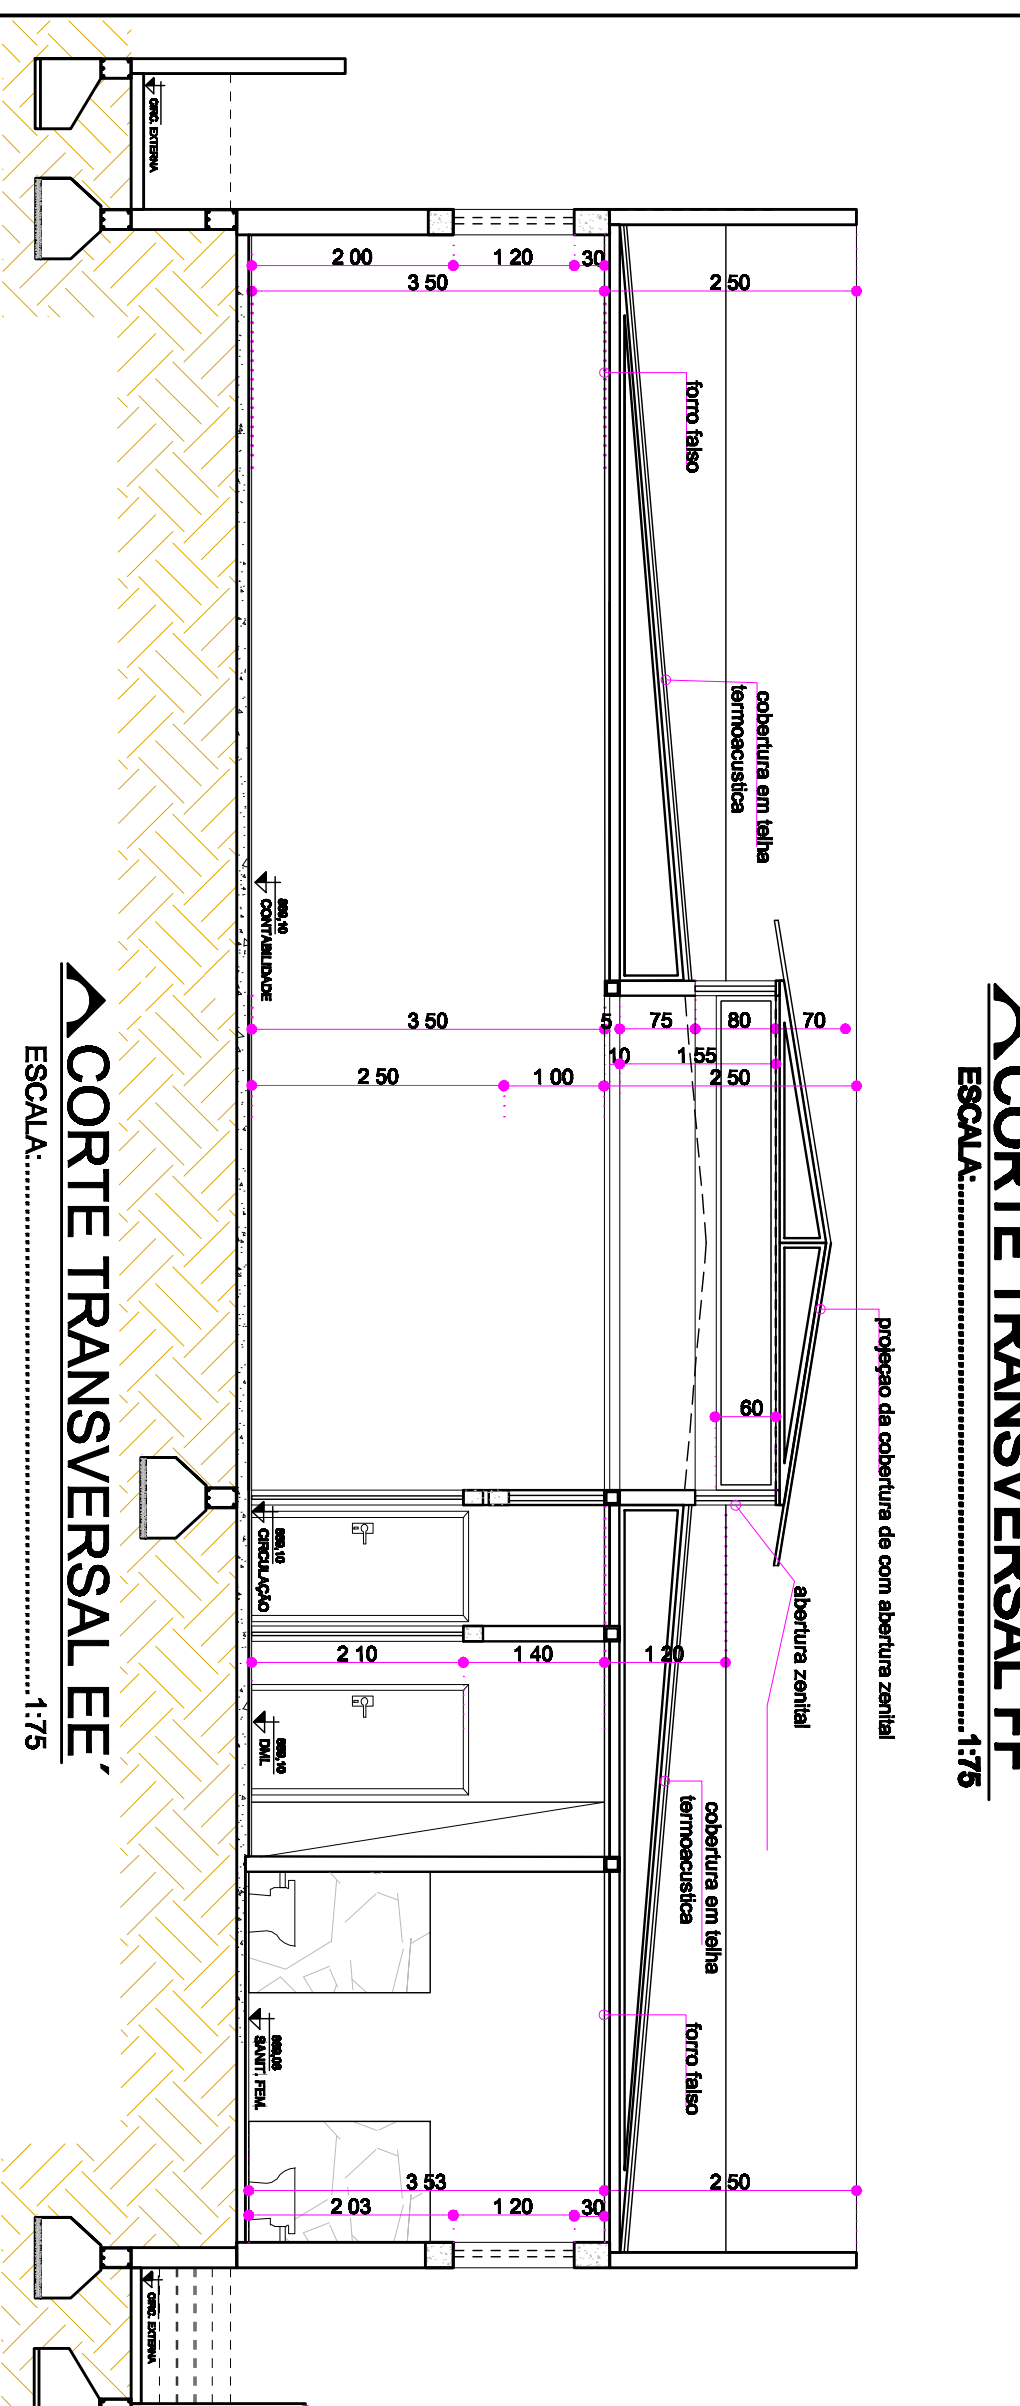 CORTE TRANSVERSAL FF
ESCALA:............................................1:75
projeçao da cobertura de com abertura zenital
abertura zenital
cobertura em telha
termoacustica
cobertura em telha
termoacustica
forro falso
forro falso
2 50
3 50
2 00
1 20
30
70
80
75
5
3 50
1 55
10
2 50
1 00
2 50
60
1 20
1 40
2 10
2 50
3 53
30
1 20
2 03
CIRC. EXTERNA
CONTABILIDADE
889,10
CIRCULAÇÃO
DML
SANIT. FEM.
CIRC. EXTERNA
CORTE TRANSVERSAL EE´
ESCALA:............................................1:75